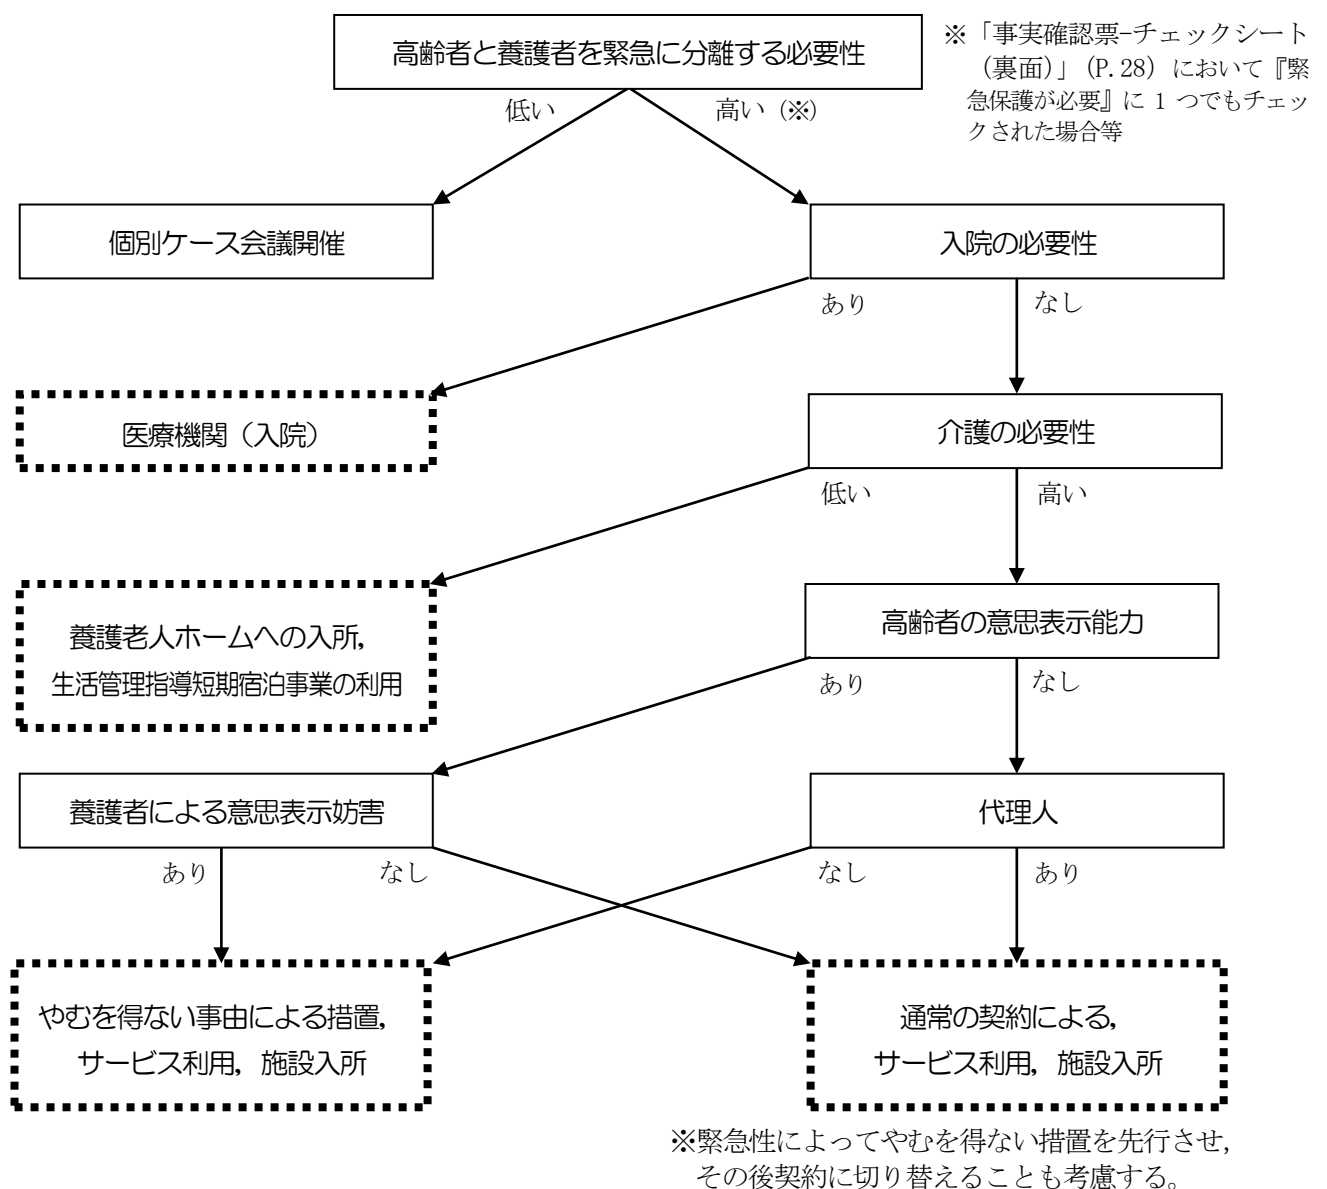 高齢者と養護者を緊急に分離する必要性
※「事実確認票-チェックシート
（裏面）」（P.28）において『緊
急保護が必要』に 1 つでもチェッ
クされた場合等
低い
高い（※）
個別ケース会議開催
入院の必要性
あり
なし
医療機関（入院）
介護の必要性
低い
高い
養護老人ホームへの入所，
生活管理指導短期宿泊事業の利用
高齢者の意思表示能力
あり
なし
養護者による意思表示妨害
代理人
あり
なし
なし
あり
やむを得ない事由による措置，
サービス利用，施設入所
通常の契約による，
サービス利用，施設入所
※緊急性によってやむを得ない措置を先行させ，
その後契約に切り替えることも考慮する。